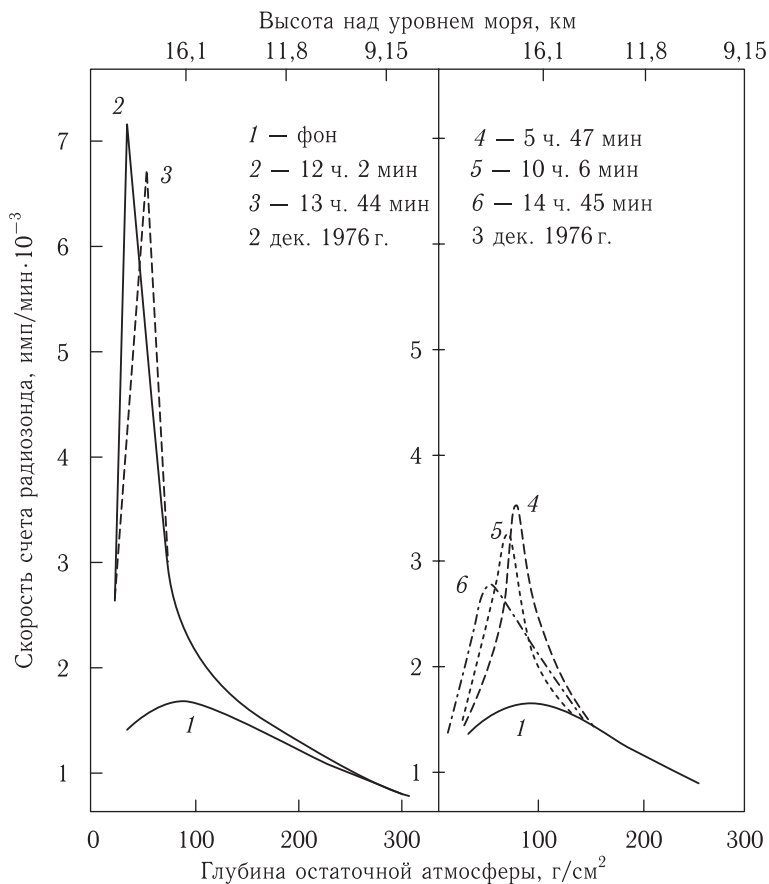 Высота над уровнем моря, км
16,1 11,8 9,15 16,1 11,8 9,15
Скорость счета радиозонда, имп/мин·10⁻³
7
6
5
4
3
2
1
2
3
1
1 — фон
2 — 12 ч. 2 мин
3 — 13 ч. 44 мин
2 дек. 1976 г.
4 — 5 ч. 47 мин
5 — 10 ч. 6 мин
6 — 14 ч. 45 мин
3 дек. 1976 г.
5
4
3
2
1
4
5
6
1
0 100 200 300 100 200 300
Глубина остаточной атмосферы, г/см²